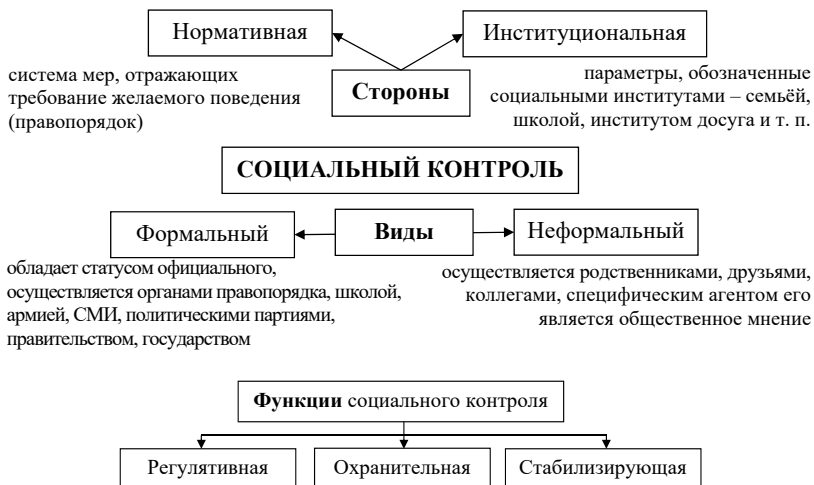 Нормативная
Институциональная
система мер, отражающих
требование желаемого поведения
(правопорядок)
Стороны
параметры, обозначенные
социальными институтами – семьёй,
школой, институтом досуга и т. п.
СОЦИАЛЬНЫЙ КОНТРОЛЬ
Формальный
Виды
Неформальный
обладает статусом официального,
осуществляется органами правопорядка, школой,
армией, СМИ, политическими партиями,
правительством, государством
осуществляется родственниками, друзьями,
коллегами, специфическим агентом его
является общественное мнение
Функции социального контроля
Регулятивная
Охранительная
Стабилизирующая